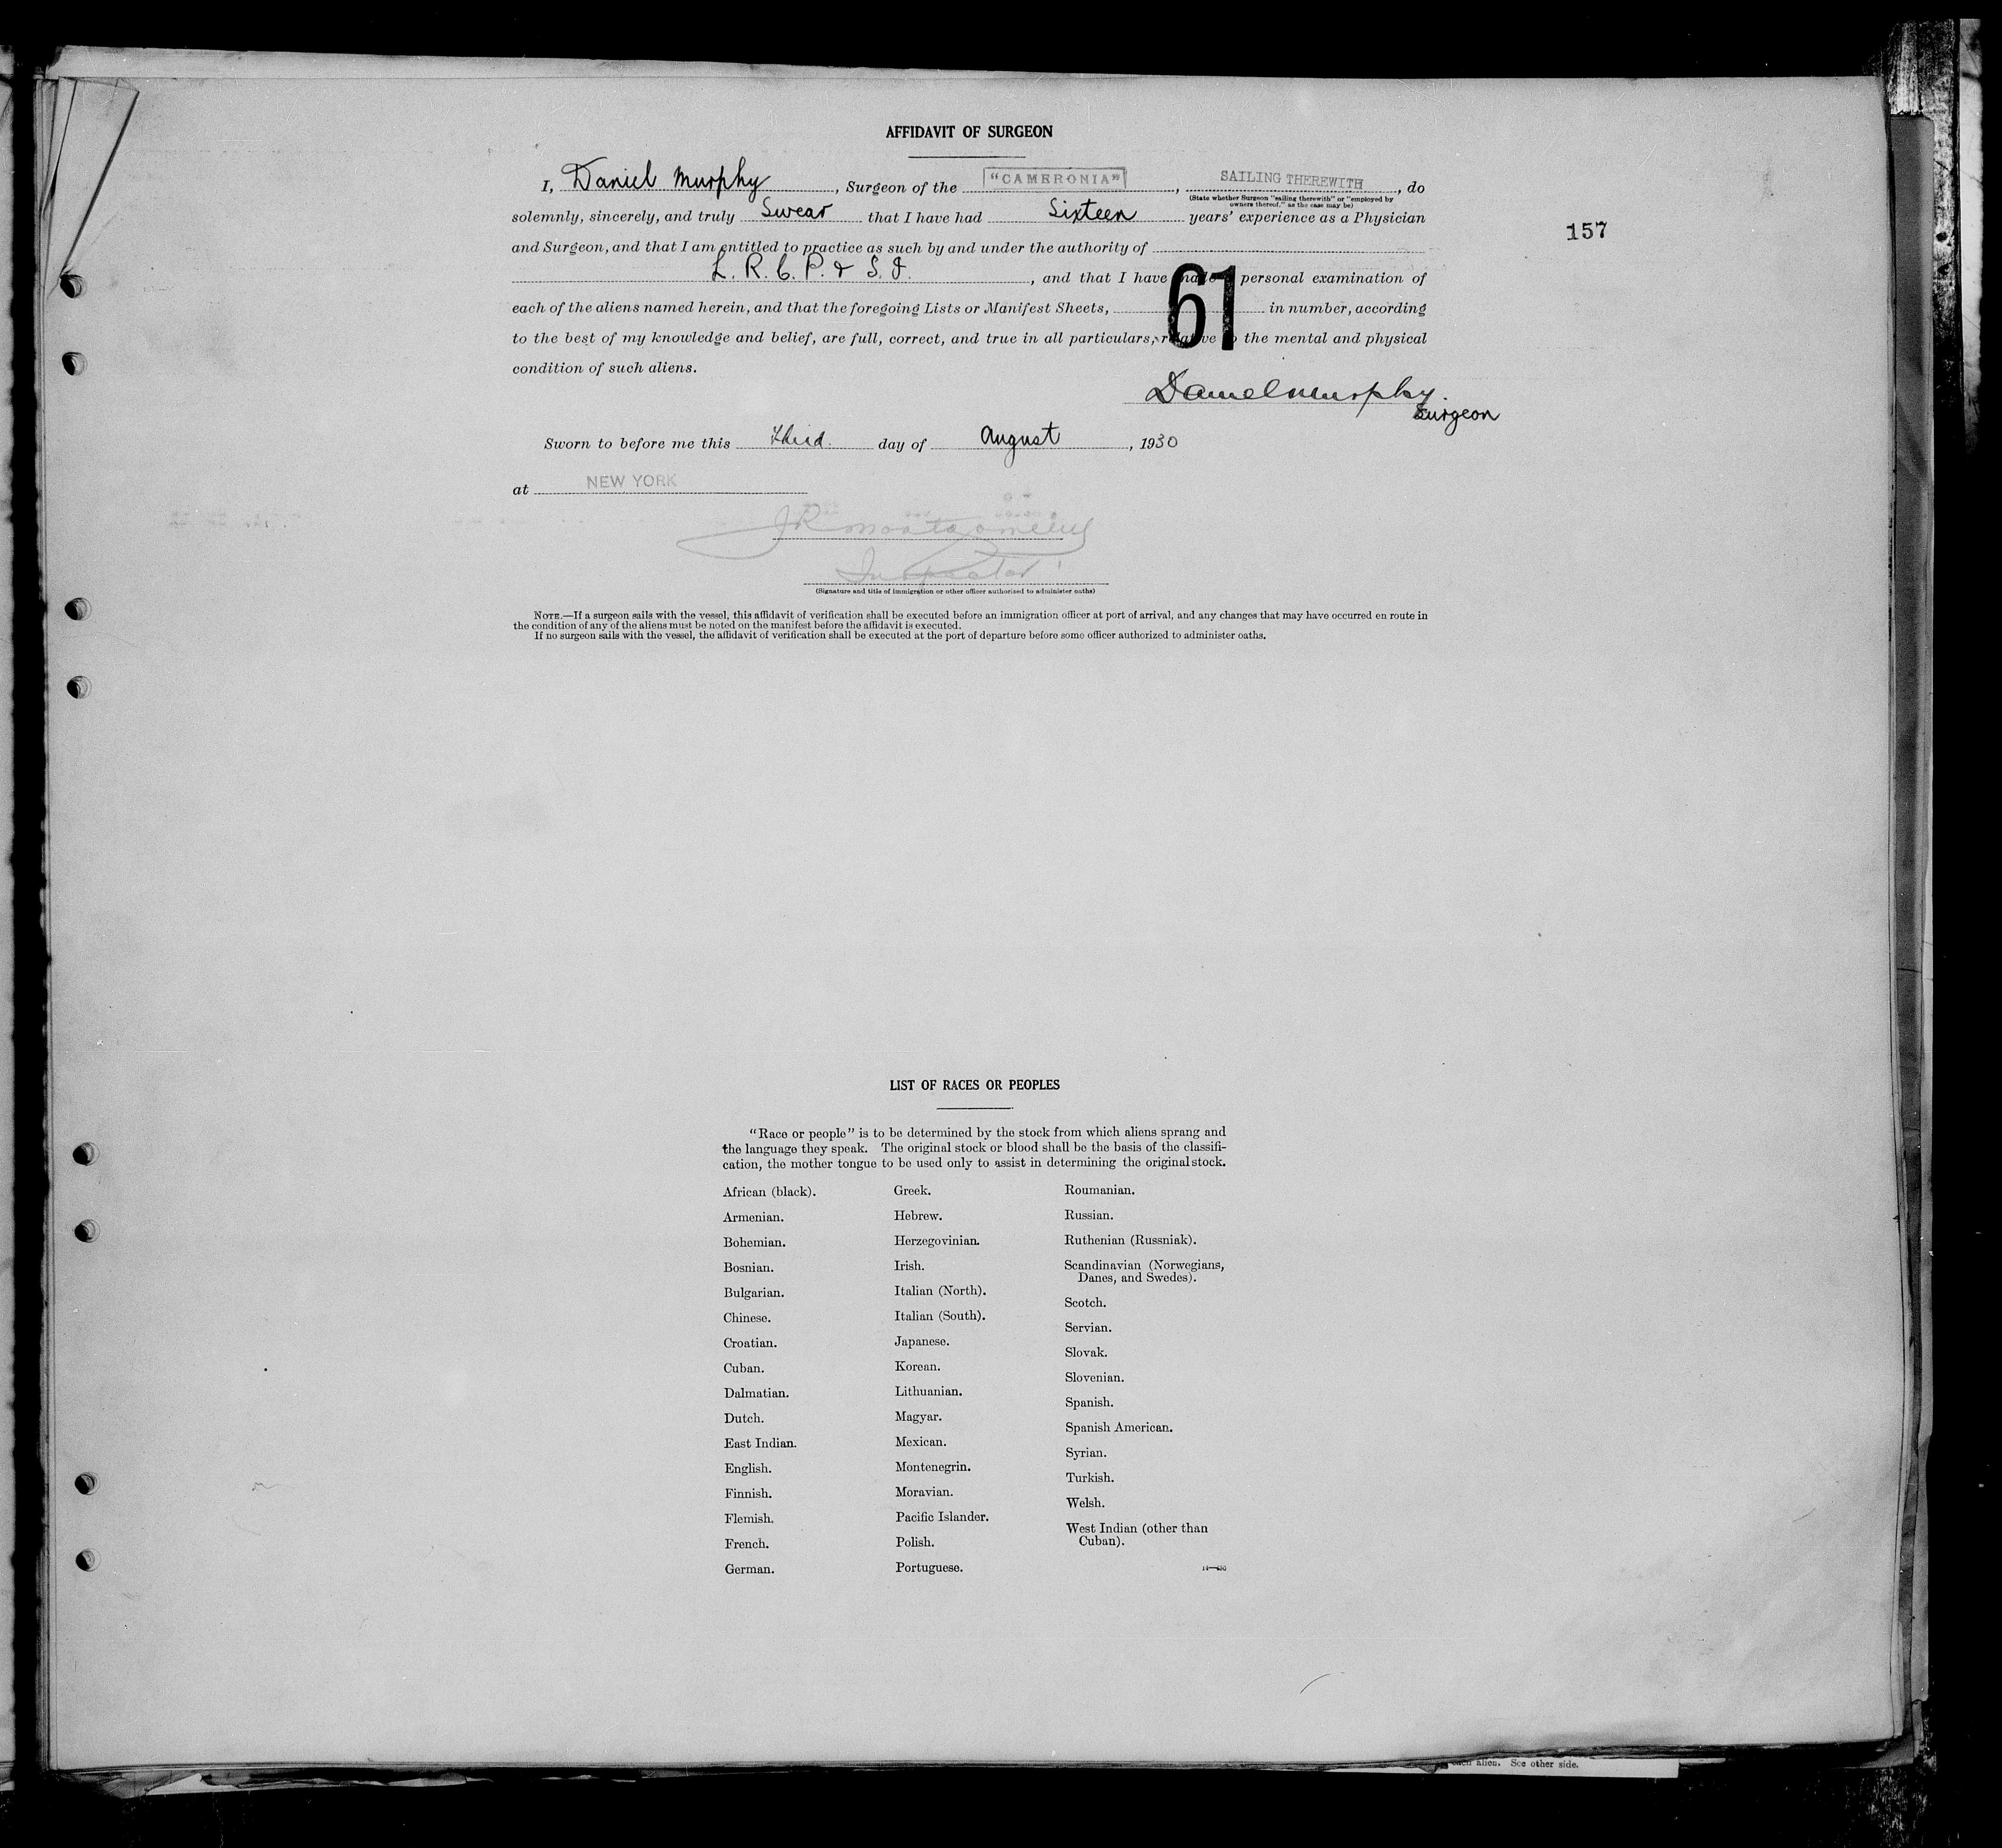 AFFIDAVIT OF SURGEON
I, Daniel Murphy, Surgeon of the "CAMERONIA", SAILING THEREWITH, do
(State whether Surgeon "sailing therewith" or "employed by
owners thereof," as the case may be)
solemnly, sincerely, and truly Swear that I have had Sixteen years' experience as a Physician
157
and Surgeon, and that I am entitled to practice as such by and under the authority of
L. R. C. P. & S. I., and that I have made a personal examination of
each of the aliens named herein, and that the foregoing Lists or Manifest Sheets, 61 in number, according
to the best of my knowledge and belief, are full, correct, and true in all particulars, relative to the mental and physical
condition of such aliens.
Daniel Murphy.
Surgeon
Sworn to before me this third day of August, 1930
at NEW YORK
JR Montgomery
Inspector
(Signature and title of immigration or other officer authorized to administer oaths)
NOTE.—If a surgeon sails with the vessel, this affidavit of verification shall be executed before an immigration officer at port of arrival, and any changes that may have occurred en route in
the condition of any of the aliens must be noted on the manifest before the affidavit is executed.
If no surgeon sails with the vessel, the affidavit of verification shall be executed at the port of departure before some officer authorized to administer oaths.
LIST OF RACES OR PEOPLES
"Race or people" is to be determined by the stock from which aliens sprang and
the language they speak. The original stock or blood shall be the basis of the classifi-
cation, the mother tongue to be used only to assist in determining the original stock.
African (black).
Armenian.
Bohemian.
Bosnian.
Bulgarian.
Chinese.
Croatian.
Cuban.
Dalmatian.
Dutch.
East Indian.
English.
Finnish.
Flemish.
French.
German.
Greek.
Hebrew.
Herzegovinian.
Irish.
Italian (North).
Italian (South).
Japanese.
Korean.
Lithuanian.
Magyar.
Mexican.
Montenegrin.
Moravian.
Pacific Islander.
Polish.
Portuguese.
Roumanian.
Russian.
Ruthenian (Russniak).
Scandinavian (Norwegians,
Danes, and Swedes).
Scotch.
Servian.
Slovak.
Slovenian.
Spanish.
Spanish American.
Syrian.
Turkish.
Welsh.
West Indian (other than
Cuban).
alien. See other side.